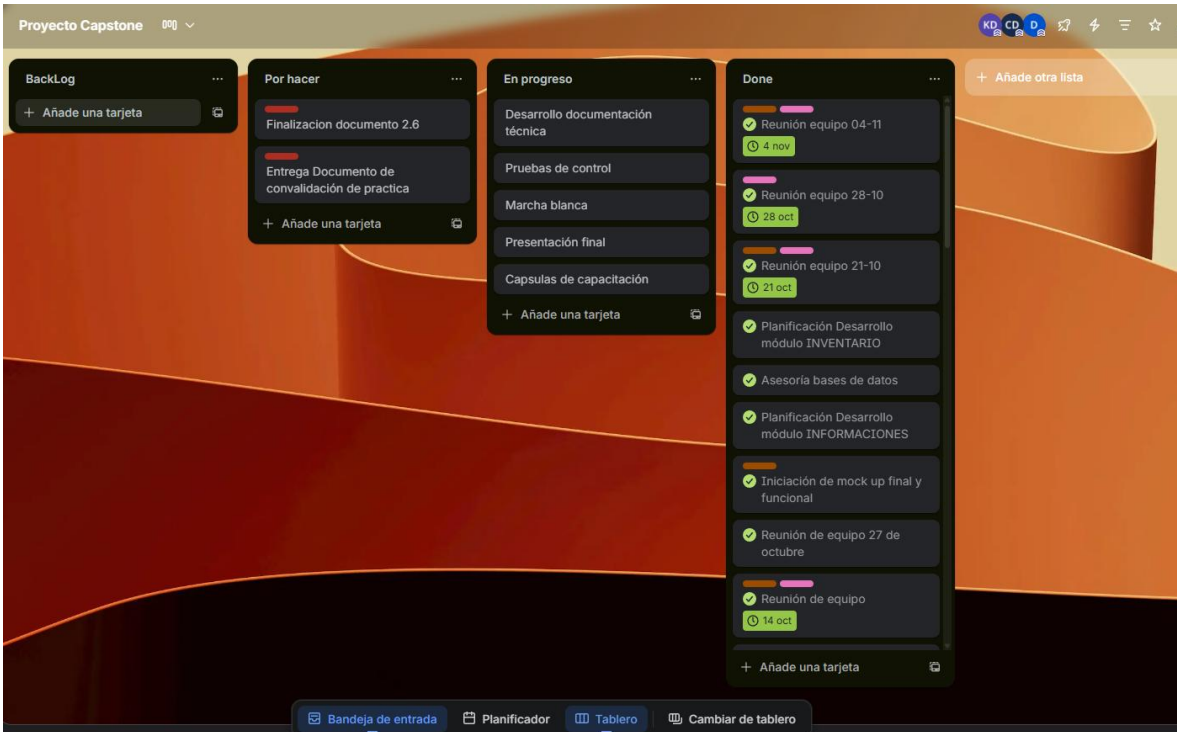 Proyecto Capstone
KD CD D
BackLog
Añade una tarjeta
Por hacer
Finalizacion documento 2.6
Entrega Documento de
convalidación de practica
Añade una tarjeta
En progreso
Desarrollo documentación
técnica
Pruebas de control
Marcha blanca
Presentación final
Capsulas de capacitación
Añade una tarjeta
Done
Reunión equipo 04-11
4 nov
Reunión equipo 28-10
28 oct
Reunión equipo 21-10
21 oct
Planificación Desarrollo
módulo INVENTARIO
Asesoría bases de datos
Planificación Desarrollo
módulo INFORMACIONES
Iniciación de mock up final y
funcional
Reunión de equipo 27 de
octubre
Reunión de equipo
14 oct
Añade una tarjeta
Añade otra lista
Bandeja de entrada
Planificador
Tablero
Cambiar de tablero